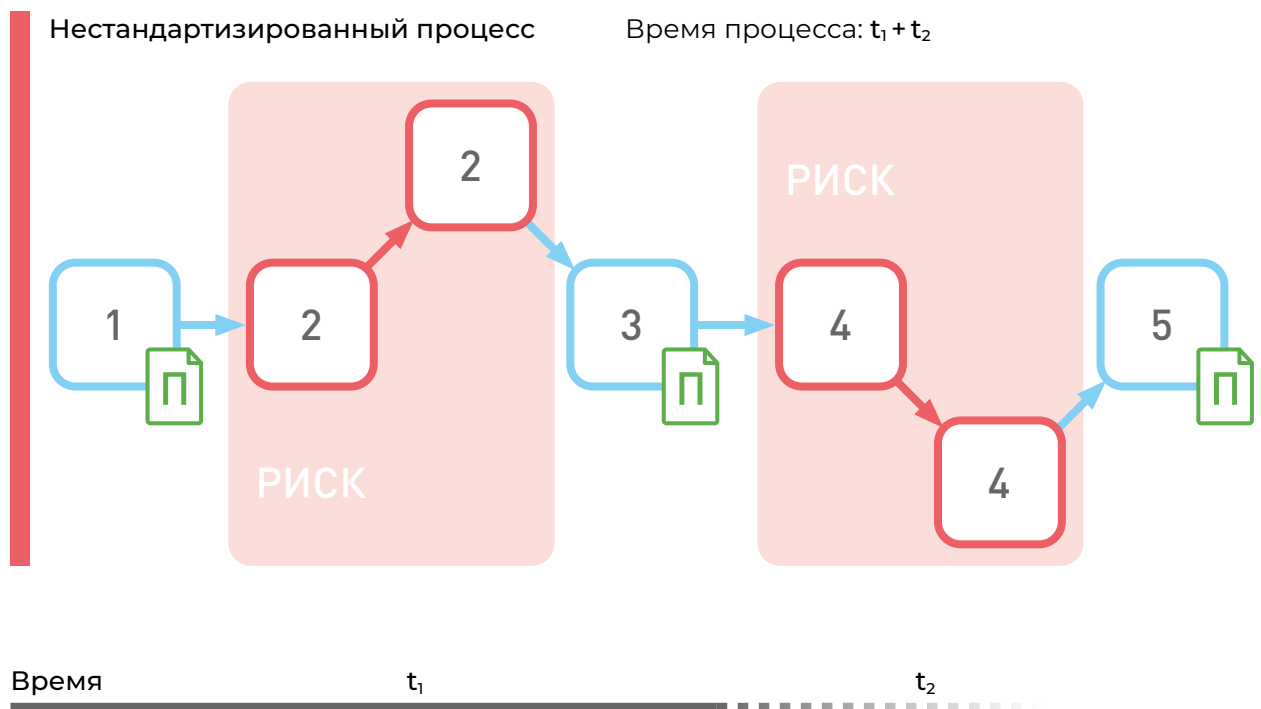 Нестандартизированный процесс
Время процесса: t₁ + t₂
2
РИСК
1
2
3
4
5
П
П
П
РИСК
4
Время
t₁
t₂